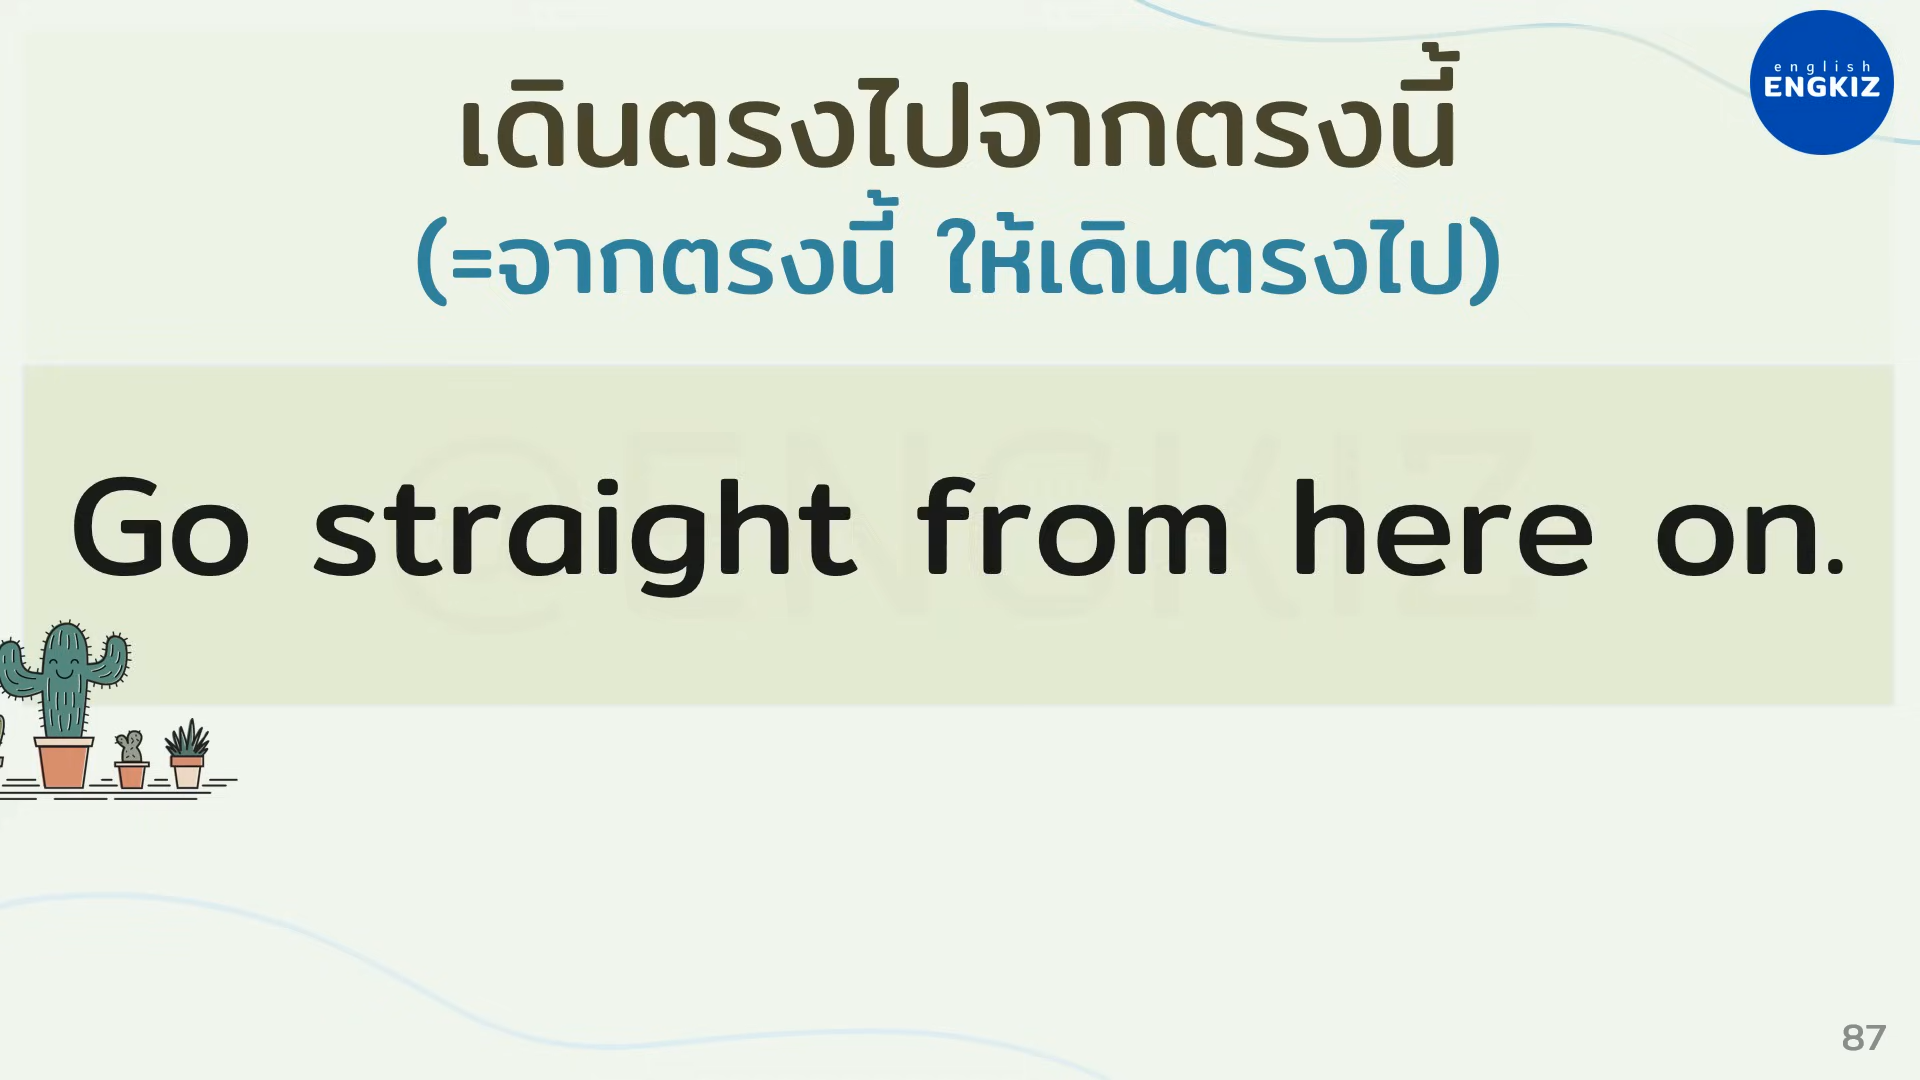 เดินตรงไปจากตรงนี้
(=จากตรงนี้ ให้เดินตรงไป)
english
ENGKIZ
@ENGKIZ
Go straight from here on.
87